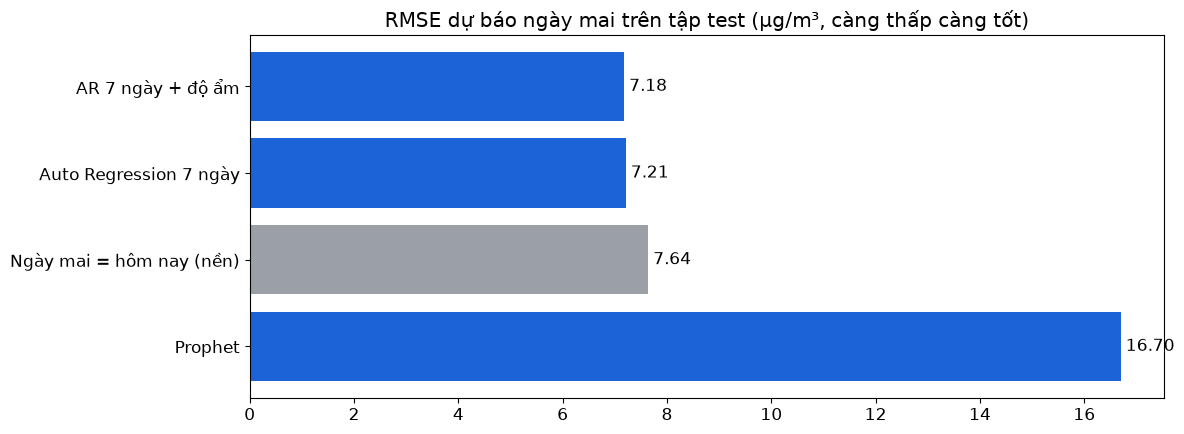 RMSE dự báo ngày mai trên tập test (µg/m³, càng thấp càng tốt)
AR 7 ngày + độ ẩm
7.18
Auto Regression 7 ngày
7.21
Ngày mai = hôm nay (nền)
7.64
Prophet
16.70
0 2 4 6 8 10 12 14 16